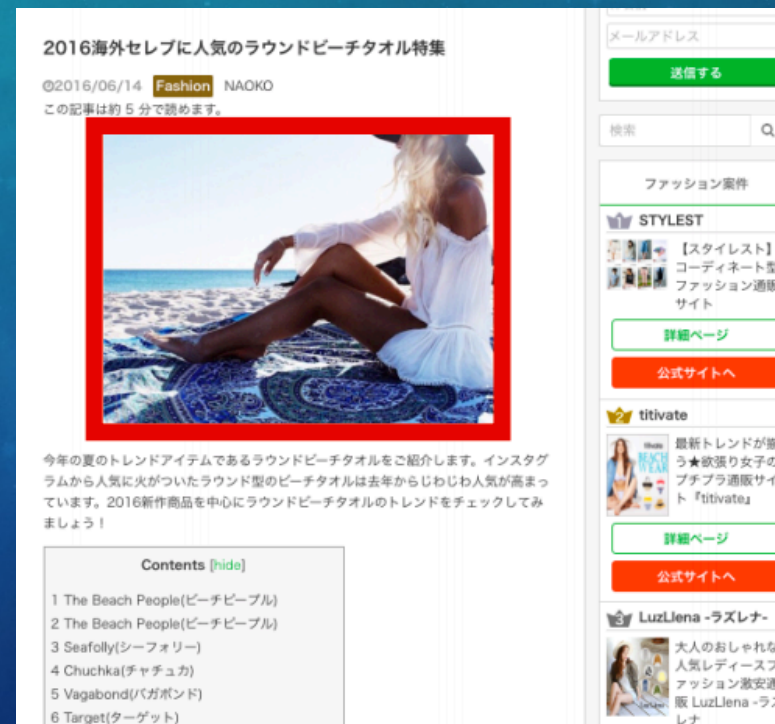 2016海外セレブに人気のラウンドビーチタオル特集
2016/06/14 Fashion NAOKO
この記事は約 5 分で読めます。
今年の夏のトレンドアイテムであるラウンドビーチタオルをご紹介します。インスタグ
ラムから人気に火がついたラウンド型のビーチタオルは去年からじわじわ人気が高まっ
ています。2016新作商品を中心にラウンドビーチタオルのトレンドをチェックしてみ
ましょう！
Contents [hide]
1 The Beach People(ビーチピープル)
2 The Beach People(ビーチピープル)
3 Seafolly(シーフォリー)
4 Chuchka(チャチュカ)
5 Vagabond(バガボンド)
6 Target(ターゲット)
メールアドレス
送信する
検索
ファッション案件
1 STYLEST
【スタイレスト】
コーディネート型
ファッション通販
サイト
詳細ページ
公式サイトへ
2 titivate
BEACH
WEAR
最新トレンドが揃
う★欲張り女子の
プチプラ通販サイ
ト『titivate』
詳細ページ
公式サイトへ
3 LuzLlena -ラズレナ-
大人のおしゃれな
人気レディースフ
ァッション激安通
販 LuzLlena -ラズ
レナ